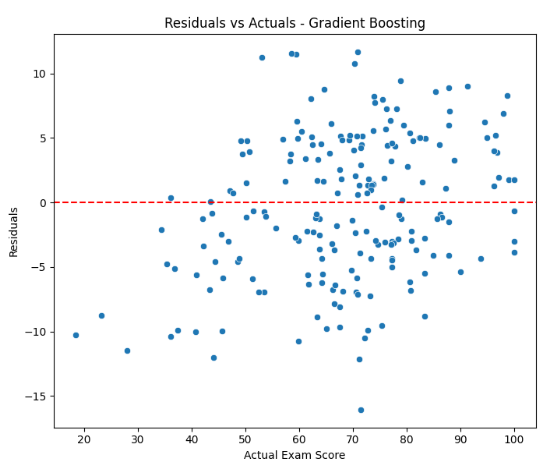 Residuals vs Actuals - Gradient Boosting
10
5
0
−5
−10
−15
Residuals
20 30 40 50 60 70 80 90 100
Actual Exam Score